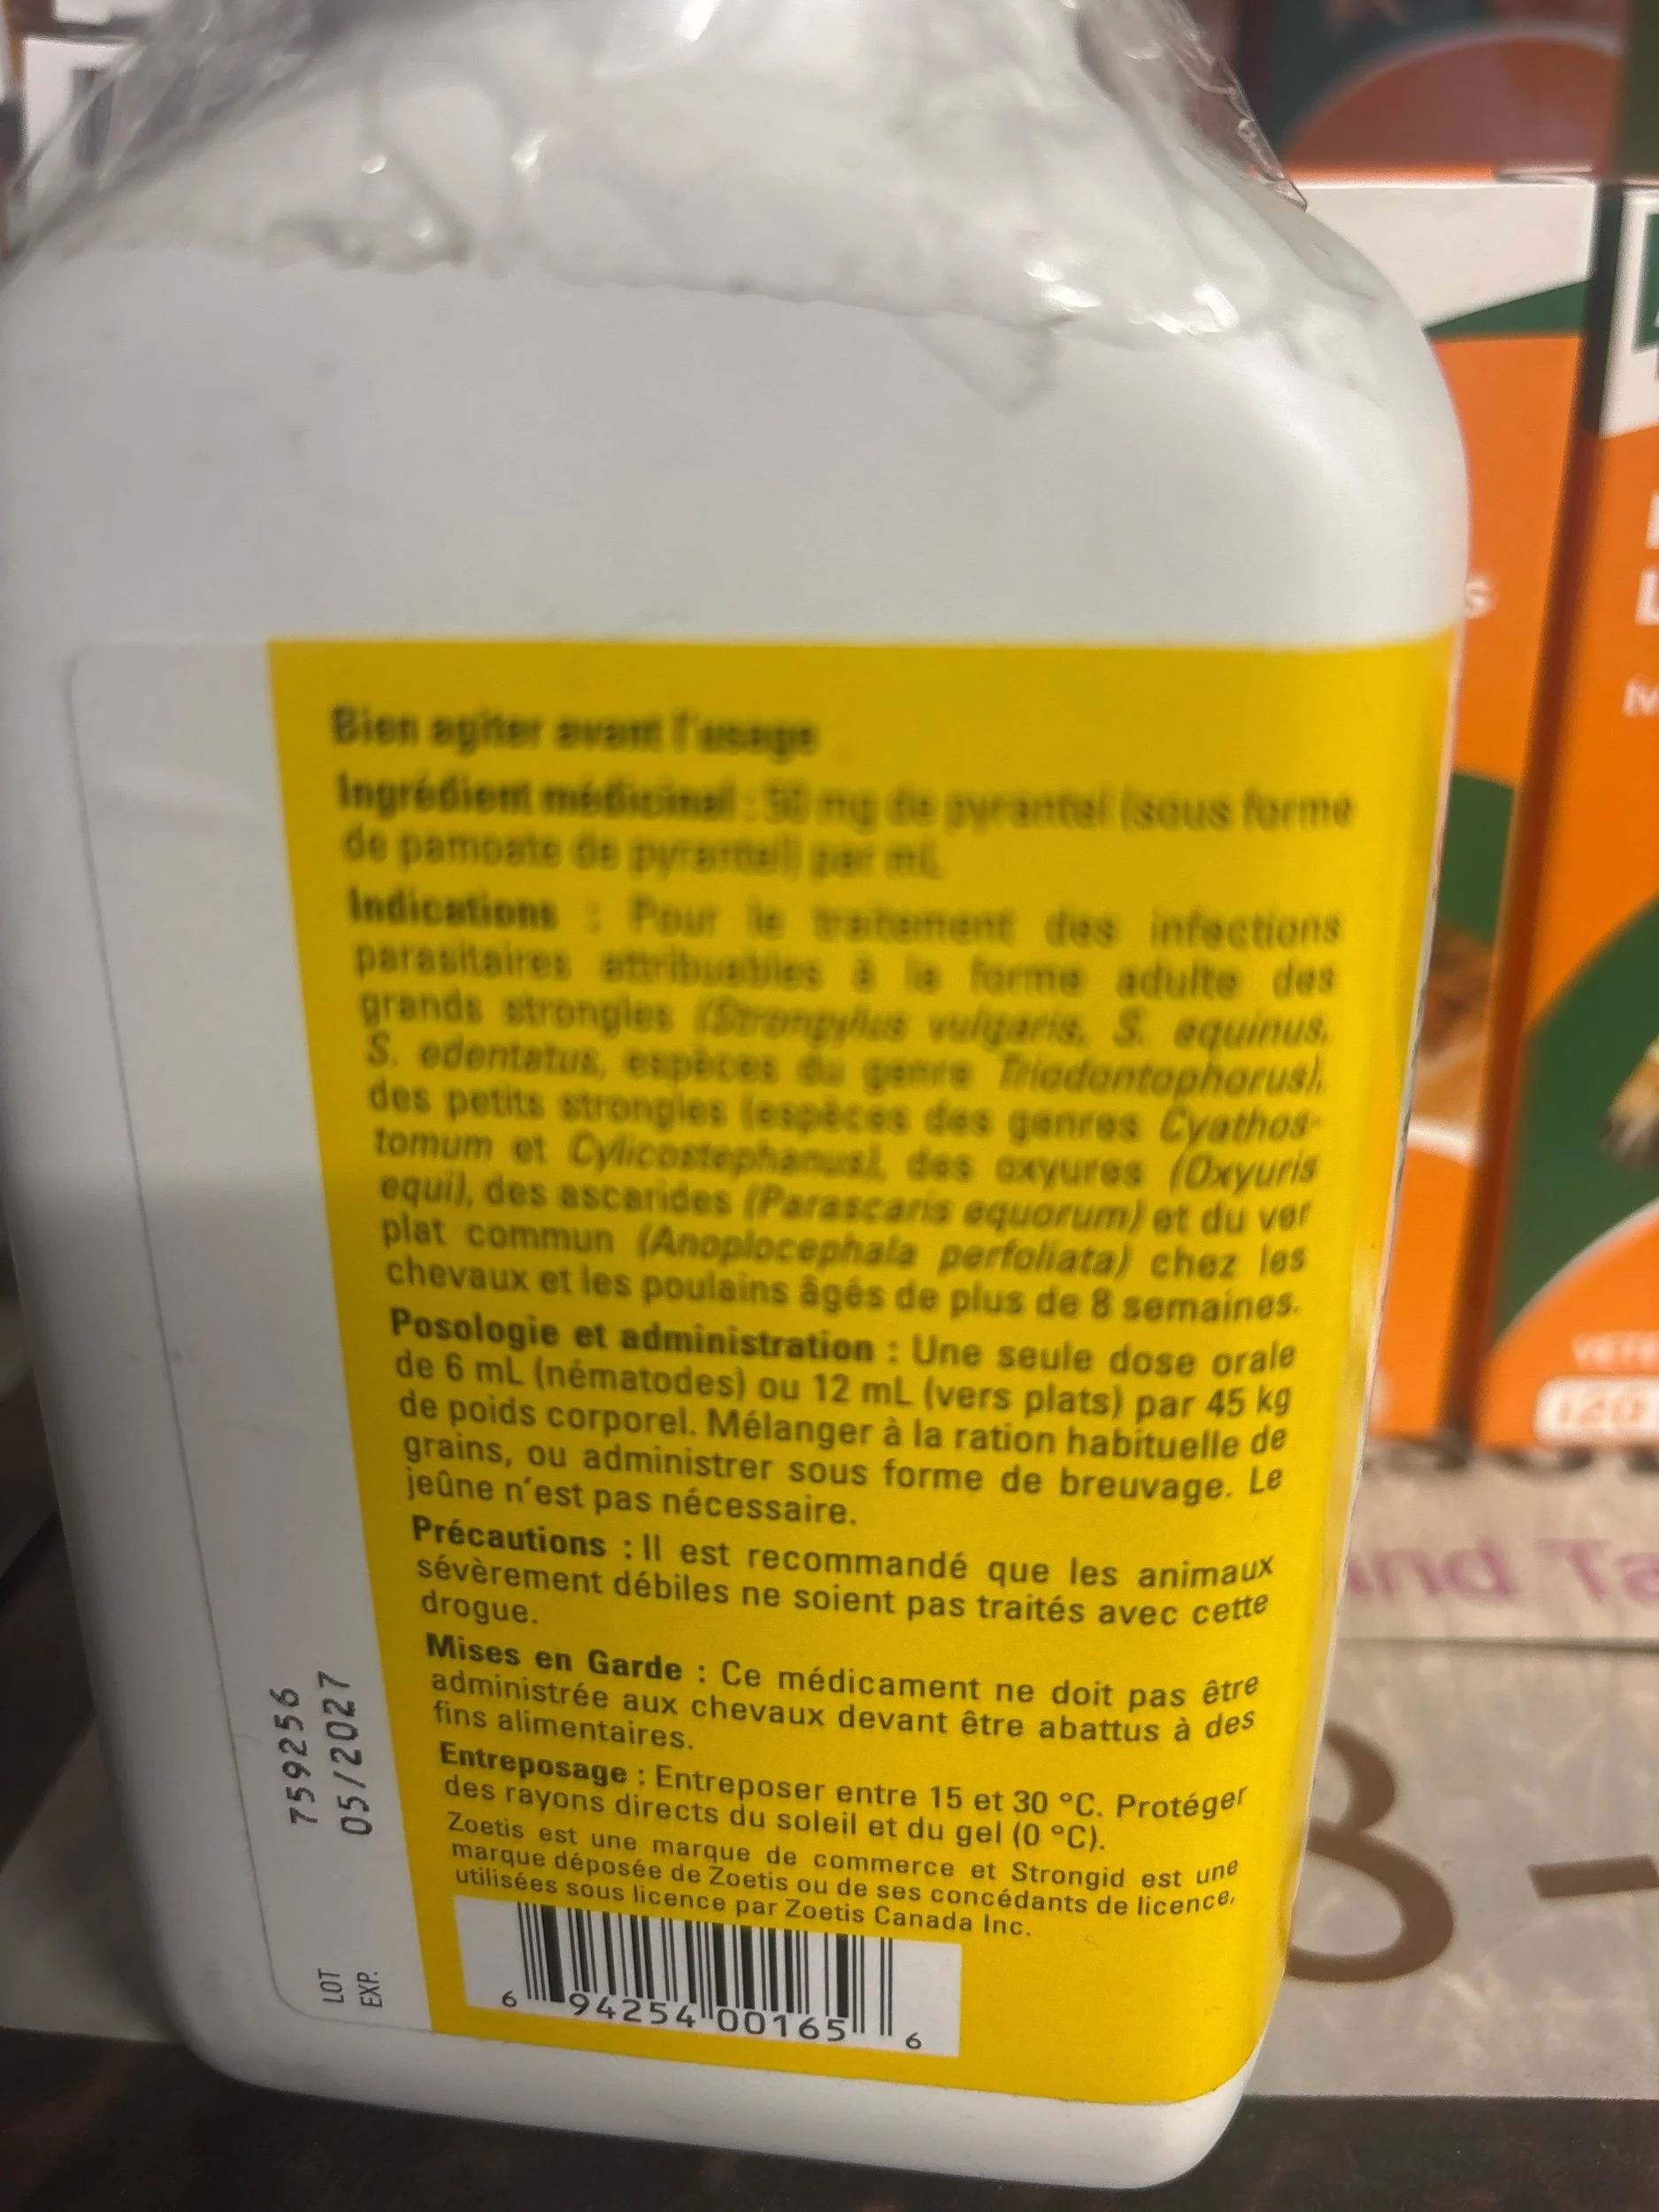 Bien agiter avant l'usage
Ingrédient médicinal : 50 mg de pyrantel (sous forme
de pamoate de pyrantel) par mL
Indications : Pour le traitement des infections
parasitaires attribuables à la forme adulte des
grands strongles (Strongylus vulgaris, S. equinus,
S. edentatus, espèces du genre Triodontophorus),
des petits strongles (espèces des genres Cyathos-
tomum et Cylicostephanus), des oxyures (Oxyuris
equi), des ascarides (Parascaris equorum) et du ver
plat commun (Anoplocephala perfoliata) chez les
chevaux et les poulains âgés de plus de 8 semaines.
Posologie et administration : Une seule dose orale
de 6 mL (nématodes) ou 12 mL (vers plats) par 45 kg
de poids corporel. Mélanger à la ration habituelle de
grains, ou administrer sous forme de breuvage. Le
jeûne n'est pas nécessaire.
Précautions : Il est recommandé que les animaux
sévèrement débiles ne soient pas traités avec cette
drogue.
Mises en Garde : Ce médicament ne doit pas être
administrée aux chevaux devant être abattus à des
fins alimentaires.
Entreposage : Entreposer entre 15 et 30 °C. Protéger
des rayons directs du soleil et du gel (0 °C).
Zoetis est une marque de commerce et Strongid est une
marque déposée de Zoetis ou de ses concédants de licence,
utilisées sous licence par Zoetis Canada Inc.
6 94254 00165 6
LOT 759256
EXP. 05/2027